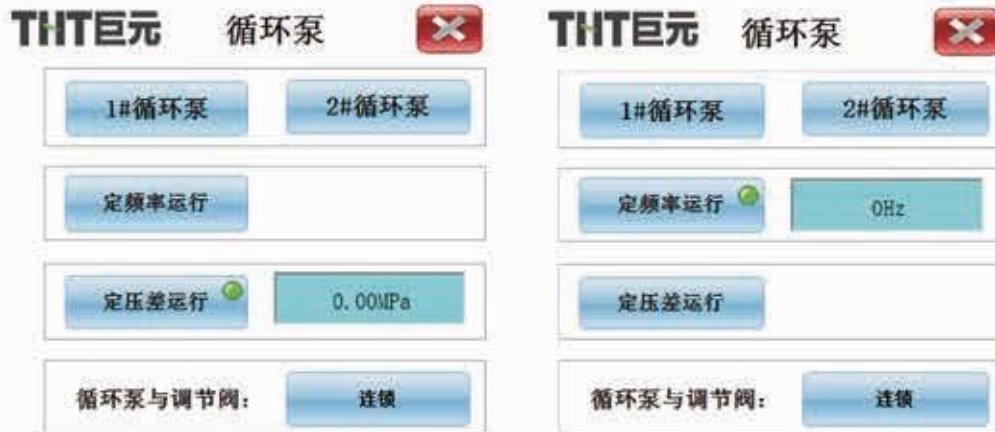 THT巨元 循环泵
1#循环泵 2#循环泵
定频率运行
定压差运行 0.00MPa
循环泵与调节阀: 连锁
THT巨元 循环泵
1#循环泵 2#循环泵
定频率运行 0Hz
定压差运行
循环泵与调节阀: 连锁